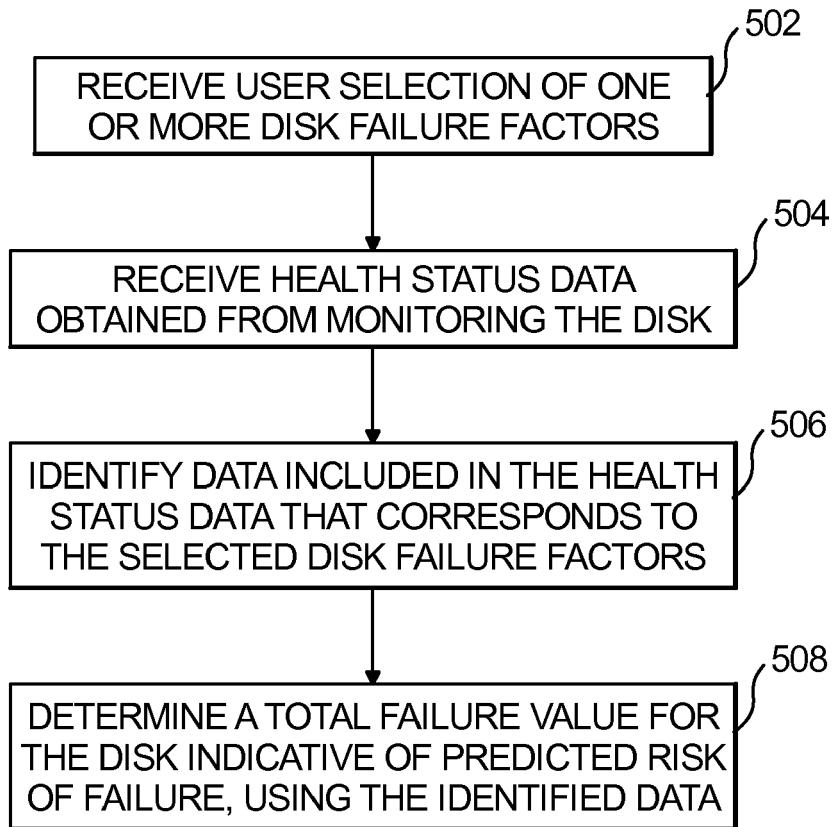 502
RECEIVE USER SELECTION OF ONE
OR MORE DISK FAILURE FACTORS
504
RECEIVE HEALTH STATUS DATA
OBTAINED FROM MONITORING THE DISK
506
IDENTIFY DATA INCLUDED IN THE HEALTH
STATUS DATA THAT CORRESPONDS TO
THE SELECTED DISK FAILURE FACTORS
508
DETERMINE A TOTAL FAILURE VALUE FOR
THE DISK INDICATIVE OF PREDICTED RISK
OF FAILURE, USING THE IDENTIFIED DATA